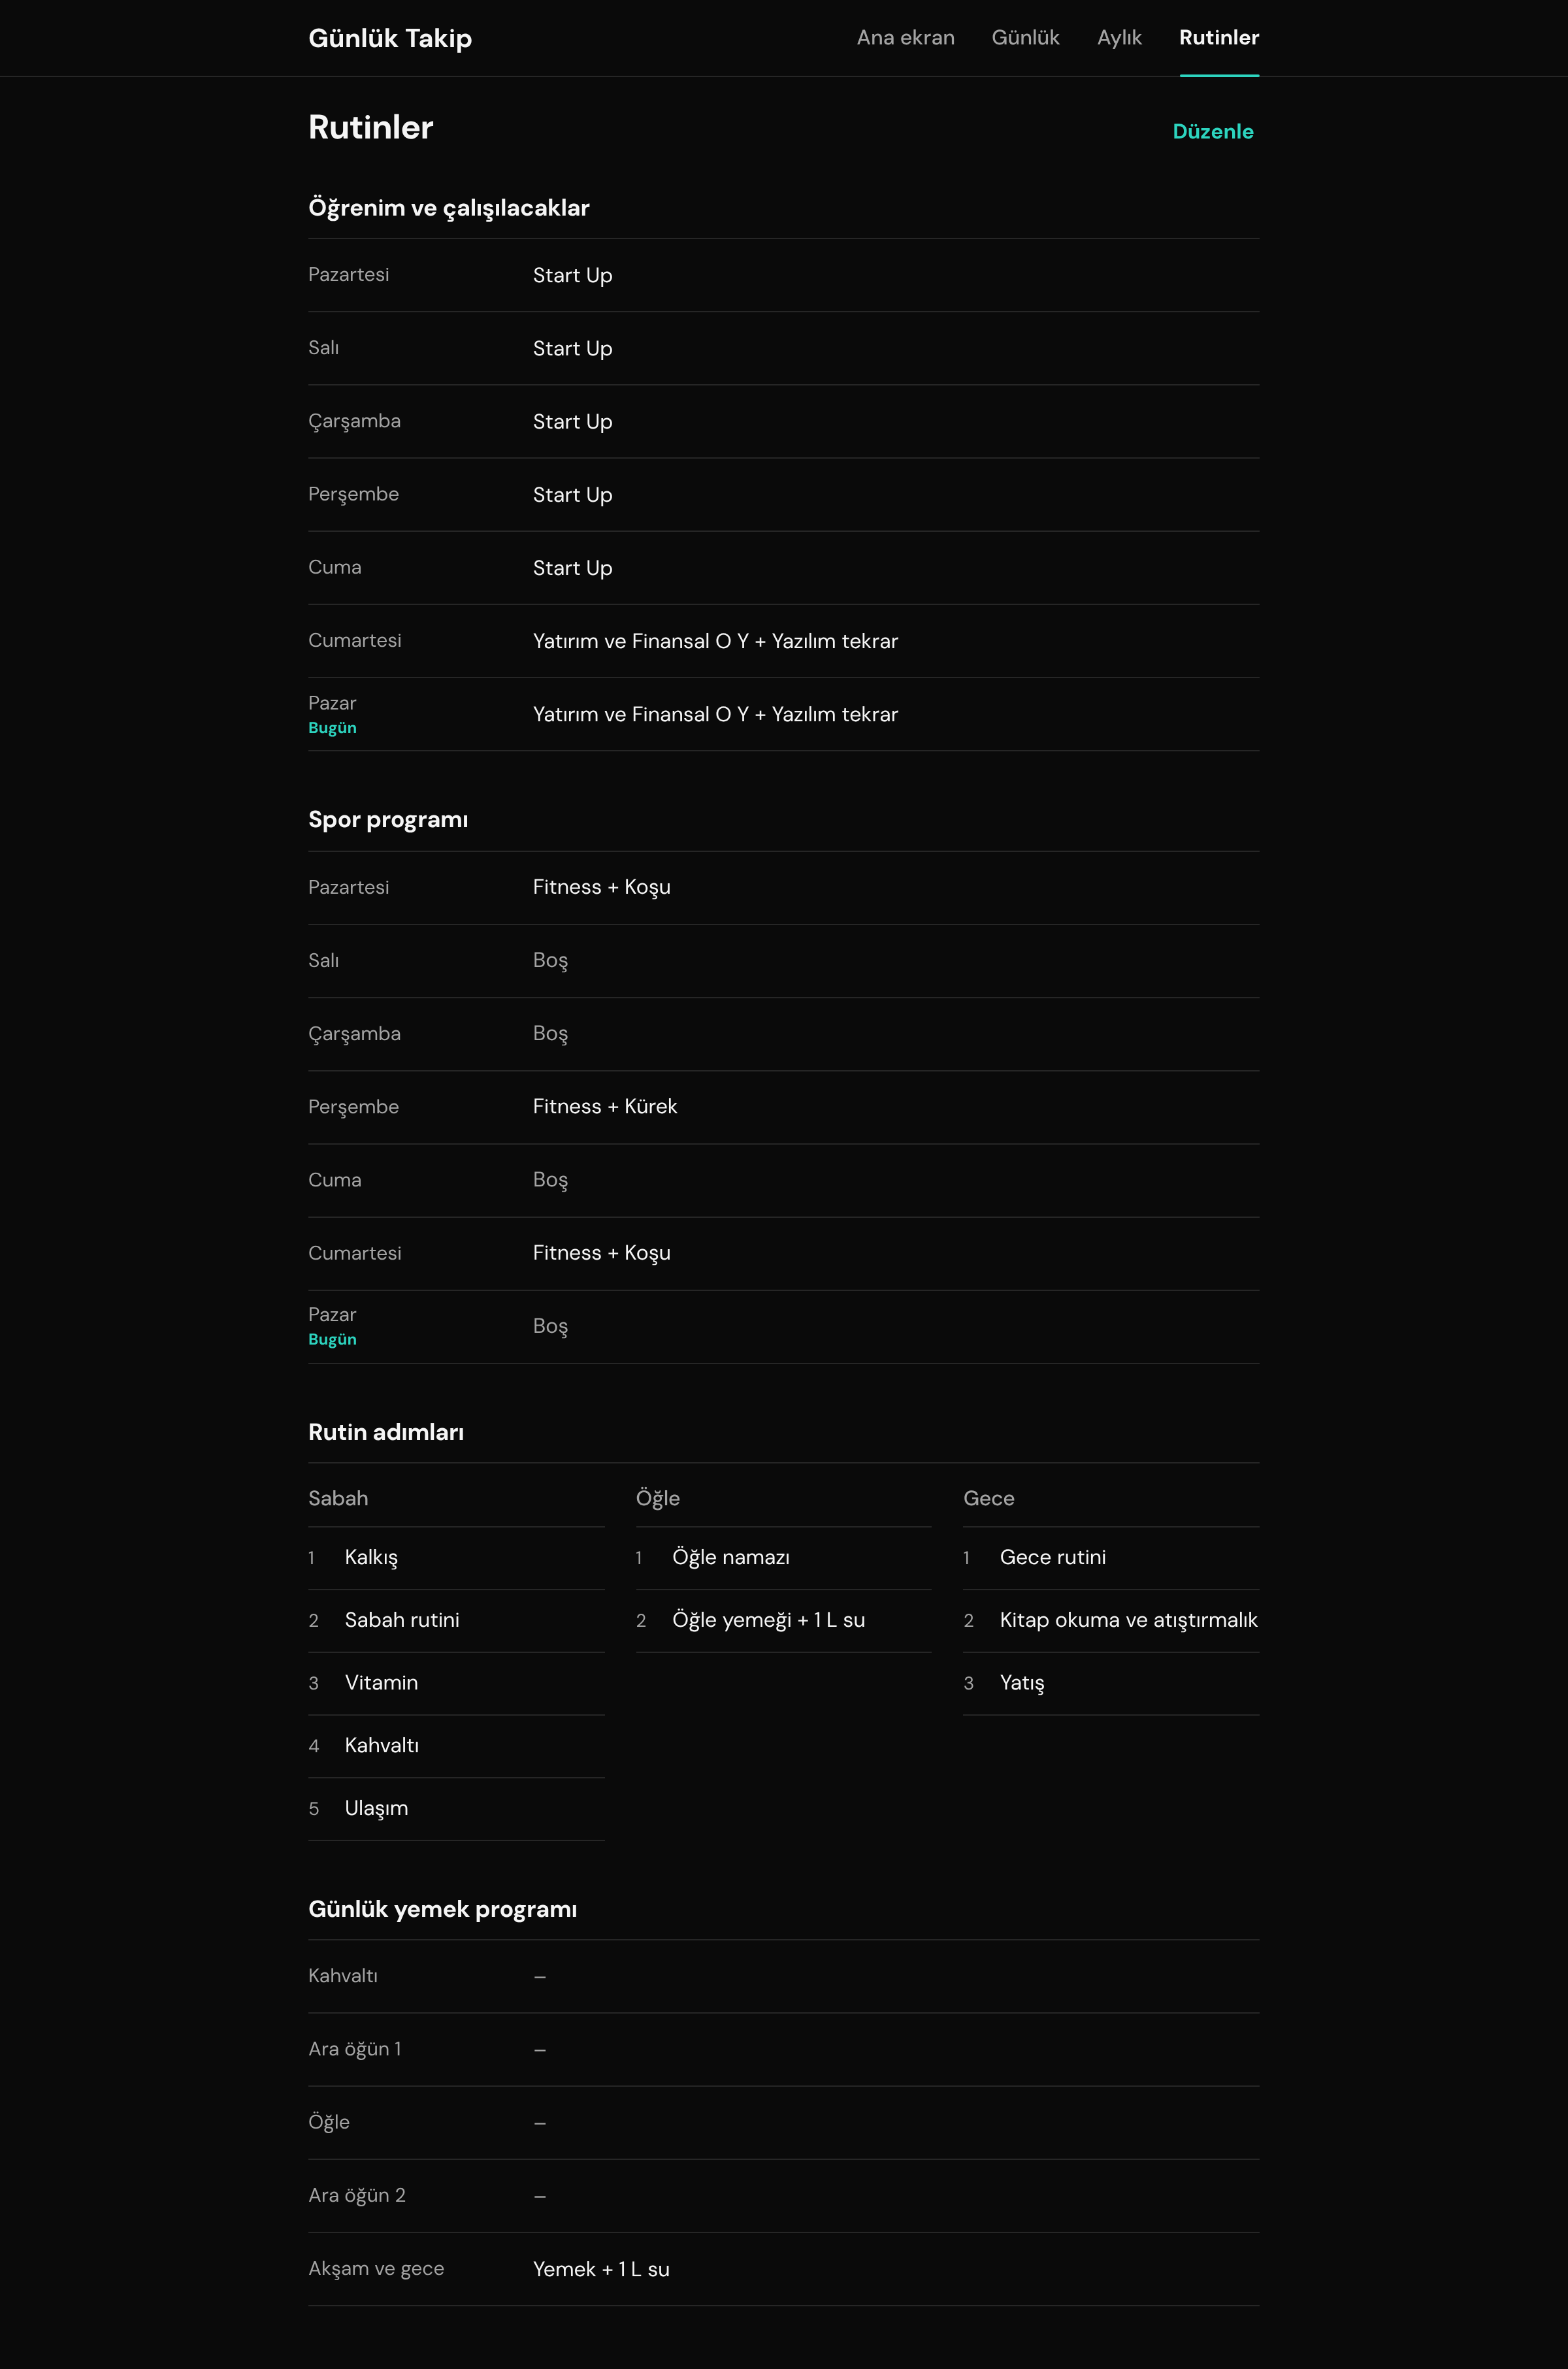 Günlük Takip
Ana ekran Günlük Aylık Rutinler
Rutinler
Düzenle
Öğrenim ve çalışılacaklar
Pazartesi Start Up
Salı Start Up
Çarşamba Start Up
Perşembe Start Up
Cuma Start Up
Cumartesi Yatırım ve Finansal O Y + Yazılım tekrar
Pazar
Bugün
Yatırım ve Finansal O Y + Yazılım tekrar
Spor programı
Pazartesi Fitness + Koşu
Salı Boş
Çarşamba Boş
Perşembe Fitness + Kürek
Cuma Boş
Cumartesi Fitness + Koşu
Pazar
Bugün
Boş
Rutin adımları
Sabah
1 Kalkış
2 Sabah rutini
3 Vitamin
4 Kahvaltı
5 Ulaşım
Öğle
1 Öğle namazı
2 Öğle yemeği + 1 L su
Gece
1 Gece rutini
2 Kitap okuma ve atıştırmalık
3 Yatış
Günlük yemek programı
Kahvaltı –
Ara öğün 1 –
Öğle –
Ara öğün 2 –
Akşam ve gece Yemek + 1 L su